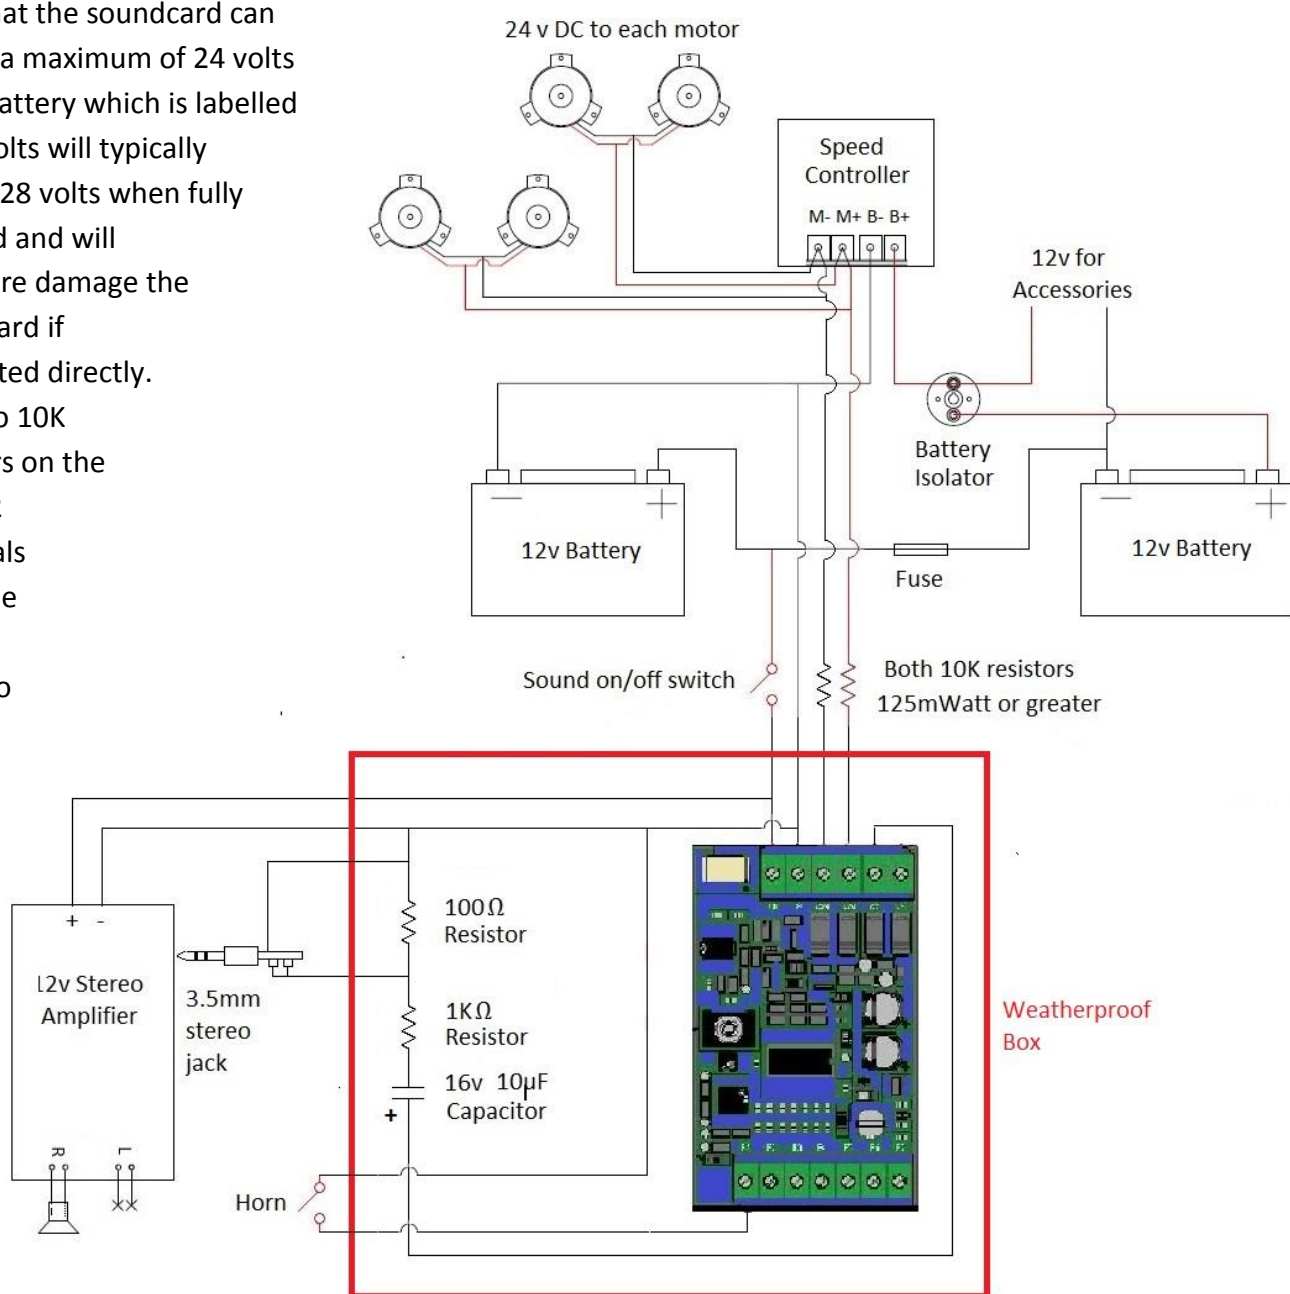 hat the soundcard can
a maximum of 24 volts
attery which is labelled
olts will typically
28 volts when fully
d and will
re damage the
ard if
ted directly.
o 10K
rs on the
als
e
o
24 v DC to each motor
Speed
Controller
M- M+ B- B+
12v for
Accessories
Battery
Isolator
12v Battery
12v Battery
Fuse
Sound on/off switch
Both 10K resistors
125mWatt or greater
+ -
12v Stereo
Amplifier
3.5mm
stereo
jack
100Ω
Resistor
1KΩ
Resistor
16v 10µF
Capacitor
+
R L
Horn
Weatherproof
Box